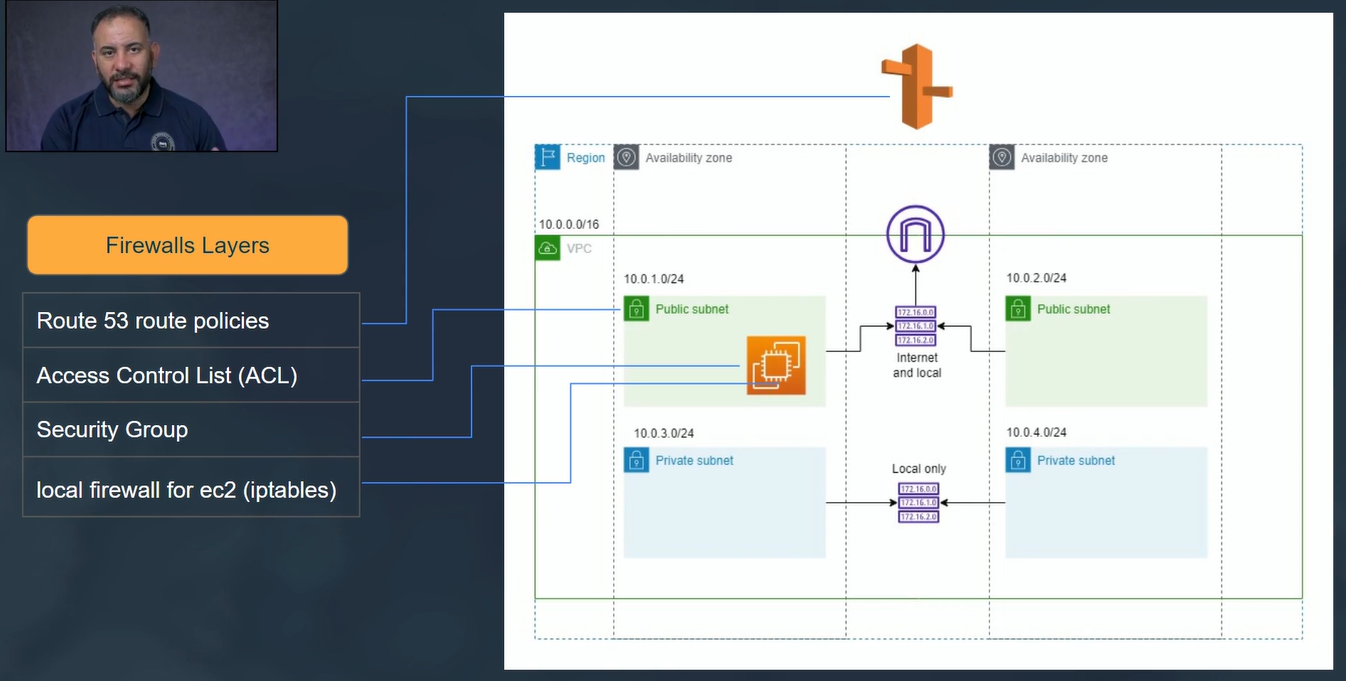 Firewalls Layers
Route 53 route policies
Access Control List (ACL)
Security Group
local firewall for ec2 (iptables)
Region
Availability zone
Availability zone
10.0.0.0/16
VPC
10.0.1.0/24
Public subnet
172.16.0.0
172.16.1.0
172.16.2.0
Internet
and local
10.0.2.0/24
Public subnet
10.0.3.0/24
Private subnet
Local only
172.16.0.0
172.16.1.0
172.16.2.0
10.0.4.0/24
Private subnet